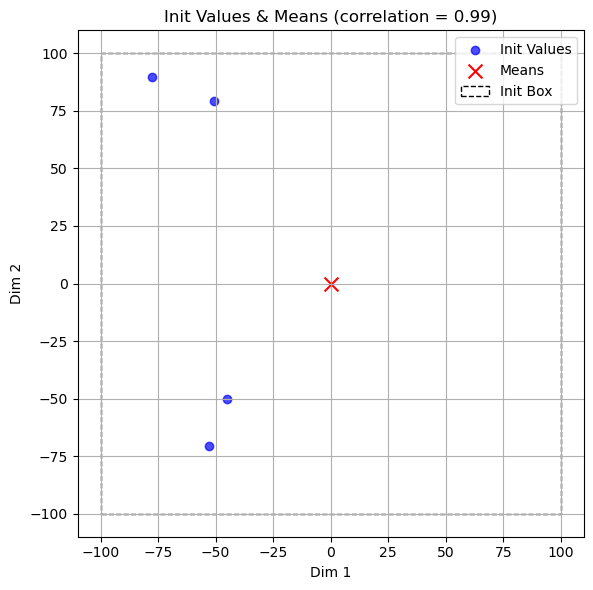 Init Values & Means (correlation = 0.99)
Init Values
Means
Init Box
100
75
50
25
0
−25
−50
−75
−100
Dim 2
−100 −75 −50 −25 0 25 50 75 100
Dim 1